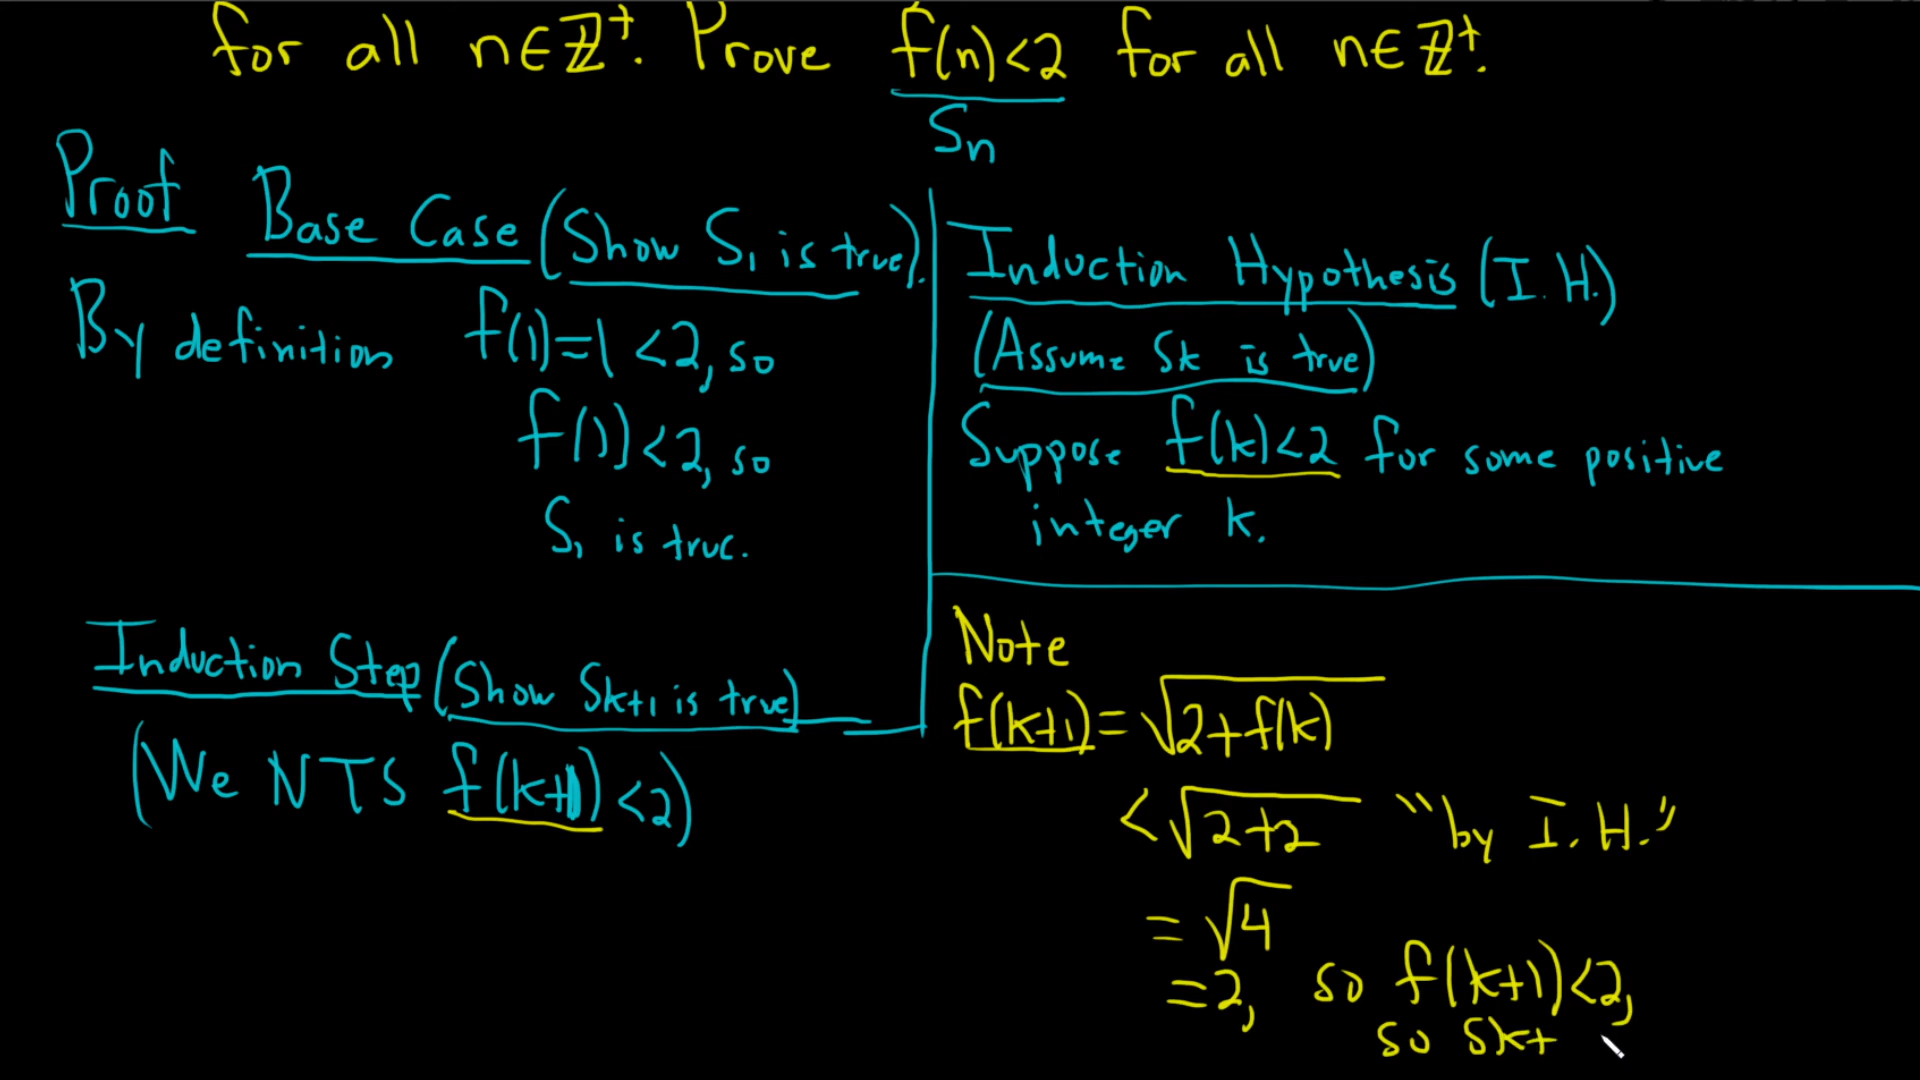 for all n∈ℤ⁺. Prove f(n)<2 for all n∈ℤ⁺.
Sₙ
Proof Base Case (Show S₁ is true).
By definition f(1)=1<2, so
f(1)<2, so
S₁ is true.
Induction Hypothesis (I.H.)
(Assume Sk is true)
Suppose f(k)<2 for some positive
integer k.
Induction Step (Show Sk+1 is true)
(We NTS f(k+1)<2)
Note
f(k+1)=√(2+f(k))
<√(2+2) "by I.H."
=√4
=2, so f(k+1)<2,
so Sk+